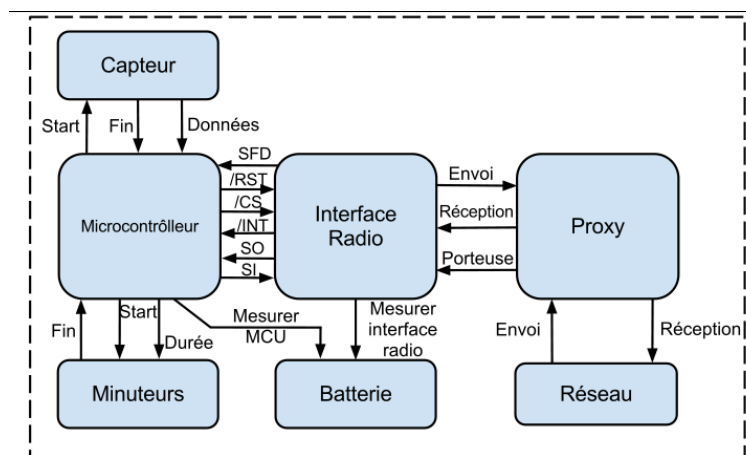 Capteur
Start
Fin
Données
Microcontrôlleur
SFD
/RST
/CS
/INT
SO
SI
Interface
Radio
Envoi
Réception
Porteuse
Proxy
Fin
Start
Durée
Mesurer
MCU
Mesurer
interface
radio
Envoi
Réception
Minuteurs
Batterie
Réseau